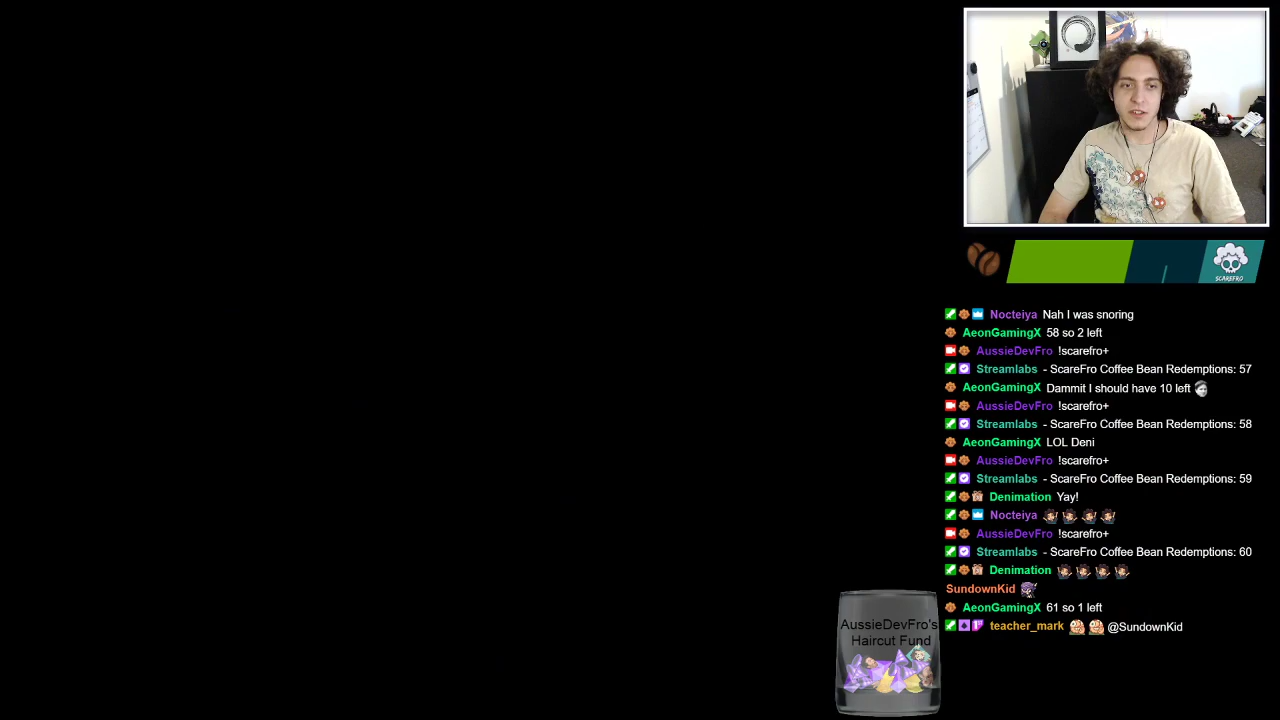 SCAREFRO
Nocteiya Nah I was snoring
AeonGamingX 58 so 2 left
AussieDevFro !scarefro+
Streamlabs - ScareFro Coffee Bean Redemptions: 57
AeonGamingX Dammit I should have 10 left
AussieDevFro !scarefro+
Streamlabs - ScareFro Coffee Bean Redemptions: 58
AeonGamingX LOL Deni
AussieDevFro !scarefro+
Streamlabs - ScareFro Coffee Bean Redemptions: 59
Denimation Yay!
Nocteiya
AussieDevFro !scarefro+
Streamlabs - ScareFro Coffee Bean Redemptions: 60
Denimation
SundownKid
AeonGamingX 61 so 1 left
teacher_mark @SundownKid
AussieDevFro's
Haircut Fund